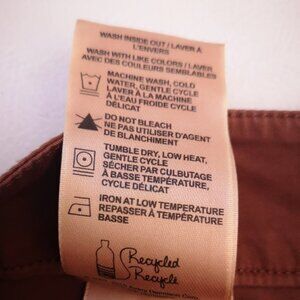 WASH INSIDE OUT / LAVER À
L'ENVERS
WASH WITH LIKE COLORS / LAVER
AVEC DES COULEURS SEMBLABLES
MACHINE WASH, COLD
WATER, GENTLE CYCLE
LAVER À LA MACHINE
À L'EAU FROIDE CYCLE
DÉLICAT
DO NOT BLEACH
NE PAS UTILISER D'AGENT
DE BLANCHIMENT
TUMBLE DRY, LOW HEAT,
GENTLE CYCLE
SÉCHER PAR CULBUTAGE
À BASSE TEMPÉRATURE,
CYCLE DÉLICAT
IRON AT LOW TEMPERATURE
REPASSER À TEMPÉRATURE
BASSE
Recycled
Recyclé
Avery Dennison Corp.